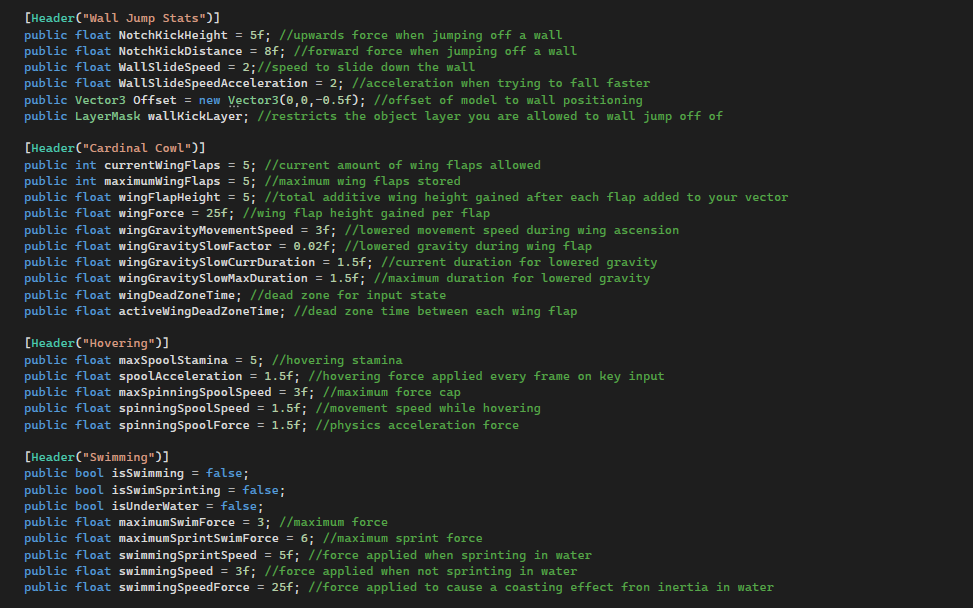 [Header("Wall Jump Stats")]
public float NotchKickHeight = 5f; //upwards force when jumping off a wall
public float NotchKickDistance = 8f; //forward force when jumping off a wall
public float WallSlideSpeed = 2;//speed to slide down the wall
public float WallSlideSpeedAcceleration = 2; //acceleration when trying to fall faster
public Vector3 Offset = new Vector3(0,0,-0.5f); //offset of model to wall positioning
public LayerMask wallKickLayer; //restricts the object layer you are allowed to wall jump off of
[Header("Cardinal Cowl")]
public int currentWingFlaps = 5; //current amount of wing flaps allowed
public int maximumWingFlaps = 5; //maximum wing flaps stored
public float wingFlapHeight = 5; //total additive wing height gained after each flap added to your vector
public float wingForce = 25f; //wing flap height gained per flap
public float wingGravityMovementSpeed = 3f; //lowered movement speed during wing ascension
public float wingGravitySlowFactor = 0.02f; //lowered gravity during wing flap
public float wingGravitySlowCurrDuration = 1.5f; //current duration for lowered gravity
public float wingGravitySlowMaxDuration = 1.5f; //maximum duration for lowered gravity
public float wingDeadZoneTime; //dead zone for input state
public float activeWingDeadZoneTime; //dead zone time between each wing flap
[Header("Hovering")]
public float maxSpoolStamina = 5; //hovering stamina
public float spoolAcceleration = 1.5f; //hovering force applied every frame on key input
public float maxSpinningSpoolSpeed = 3f; //maximum force cap
public float spinningSpoolSpeed = 1.5f; //movement speed while hovering
public float spinningSpoolForce = 1.5f; //physics acceleration force
[Header("Swimming")]
public bool isSwimming = false;
public bool isSwimSprinting = false;
public bool isUnderWater = false;
public float maximumSwimForce = 3; //maximum force
public float maximumSprintSwimForce = 6; //maximum sprint force
public float swimmingSprintSpeed = 5f; //force applied when sprinting in water
public float swimmingSpeed = 3f; //force applied when not sprinting in water
public float swimmingSpeedForce = 25f; //force applied to cause a coasting effect fron inertia in water